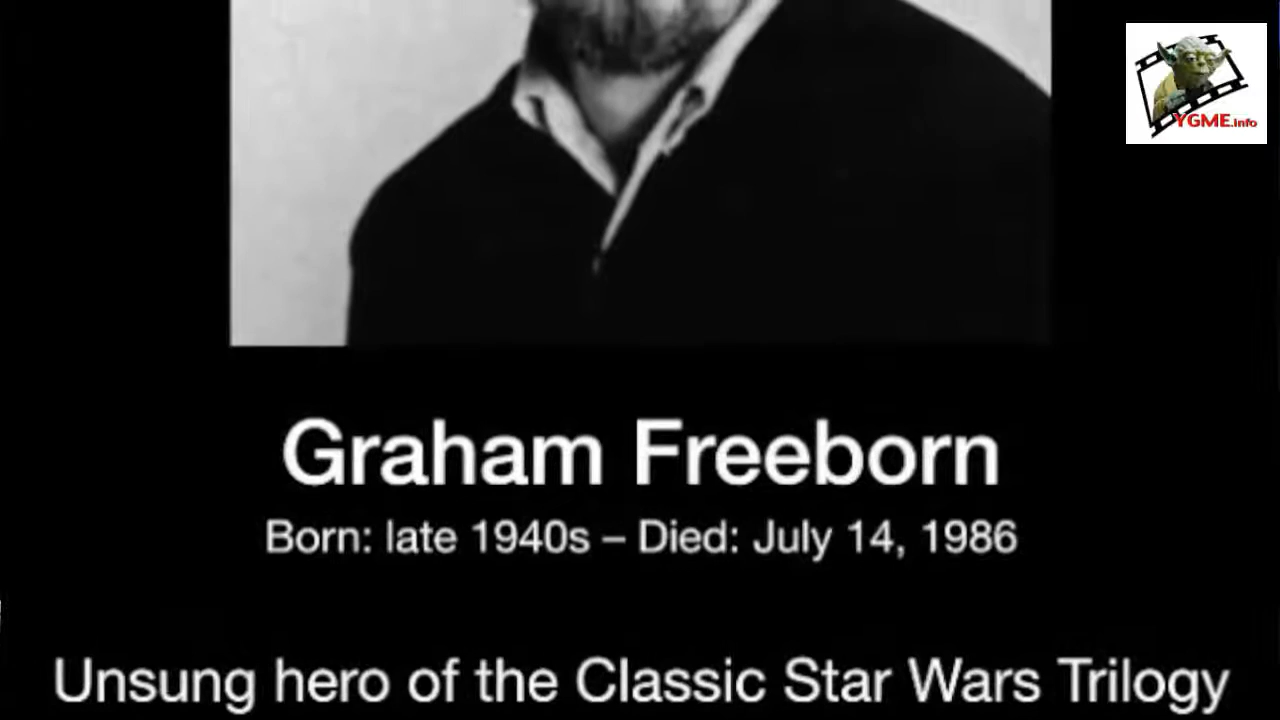 YGME.info
Graham Freeborn
Born: late 1940s – Died: July 14, 1986
Unsung hero of the Classic Star Wars Trilogy